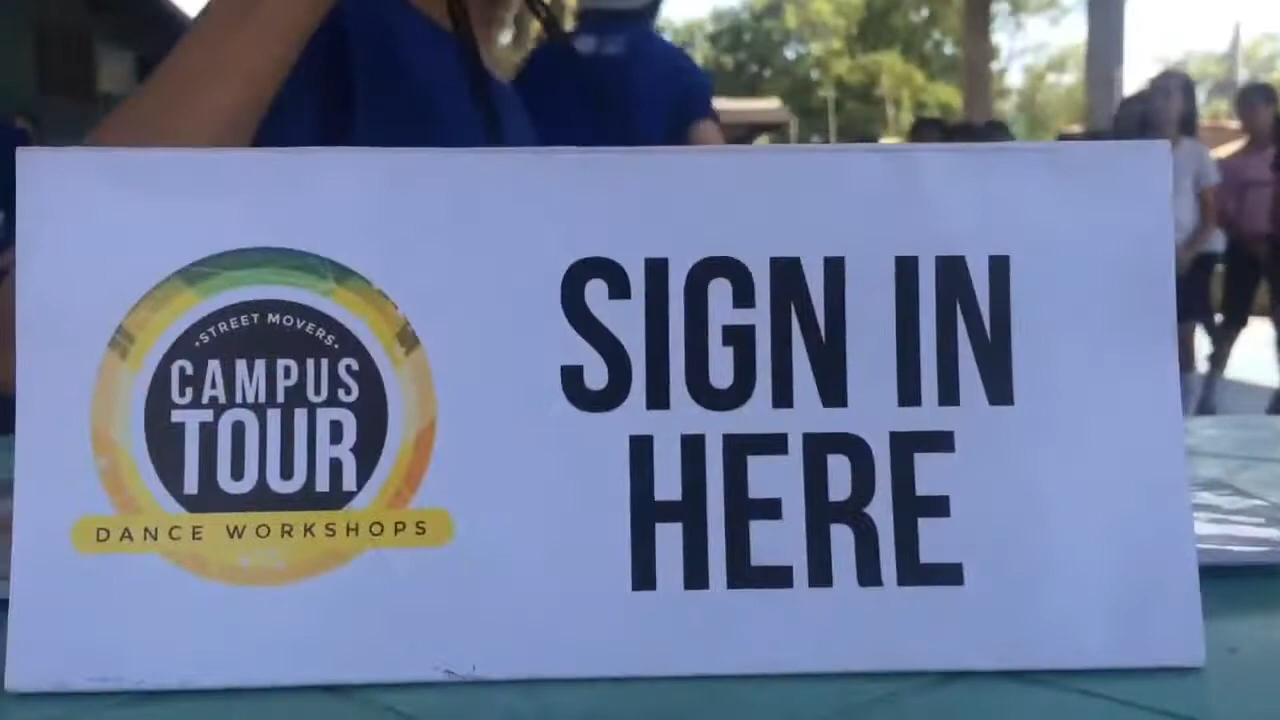 •STREET MOVERS•
CAMPUS
TOUR
DANCE WORKSHOPS
SIGN IN
HERE